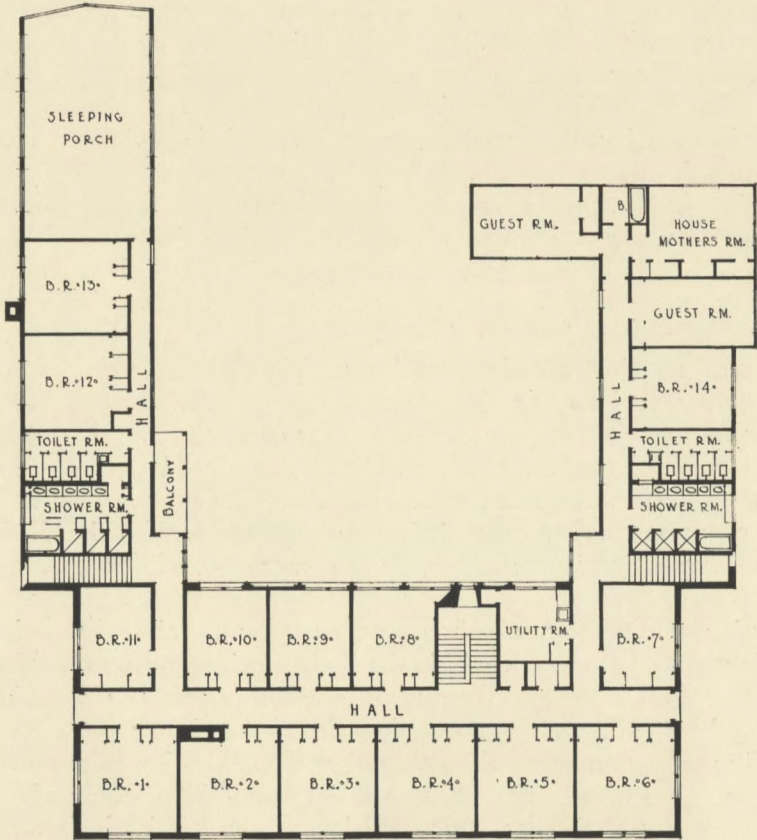 SLEEPING
PORCH
GUEST RM.
B.
HOUSE
MOTHERS RM.
B.R.•13•
GUEST RM.
B.R.•12•
HALL
HALL
B.R.•14•
TOILET RM.
TOILET RM.
BALCONY
SHOWER RM.
SHOWER RM.
B.R.•11•
B.R.•10•
B.R.•9•
B.R.•8•
UTILITY RM.
B.R.•7•
HALL
B.R.•1•
B.R.•2•
B.R.•3•
B.R.•4•
B.R.•5•
B.R.•6•